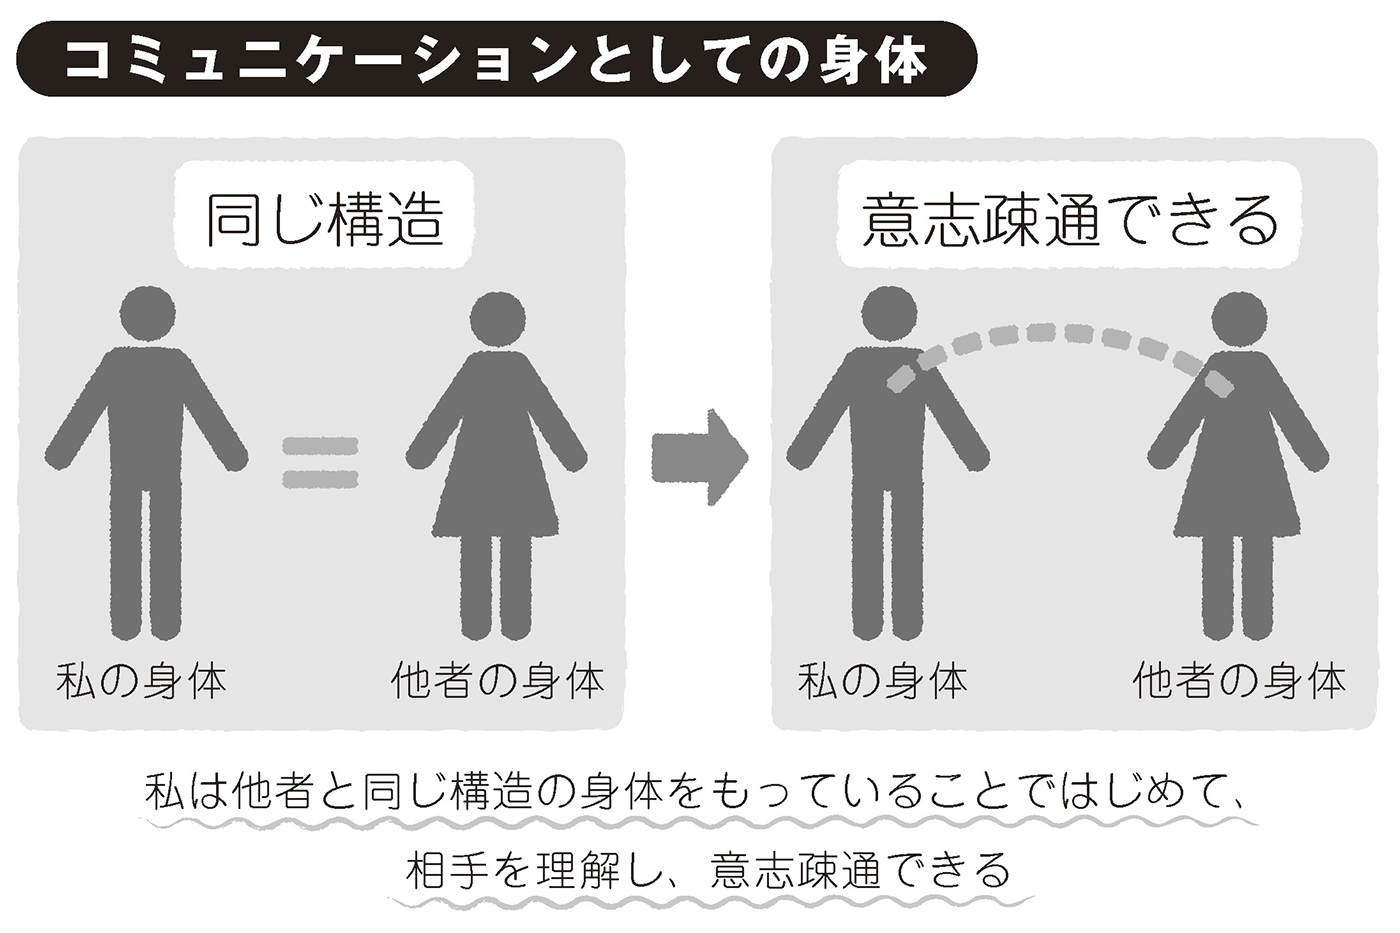 コミュニケーションとしての身体
同じ構造
私の身体
他者の身体
意志疎通できる
私の身体
他者の身体
私は他者と同じ構造の身体をもっていることではじめて、
相手を理解し、意志疎通できる